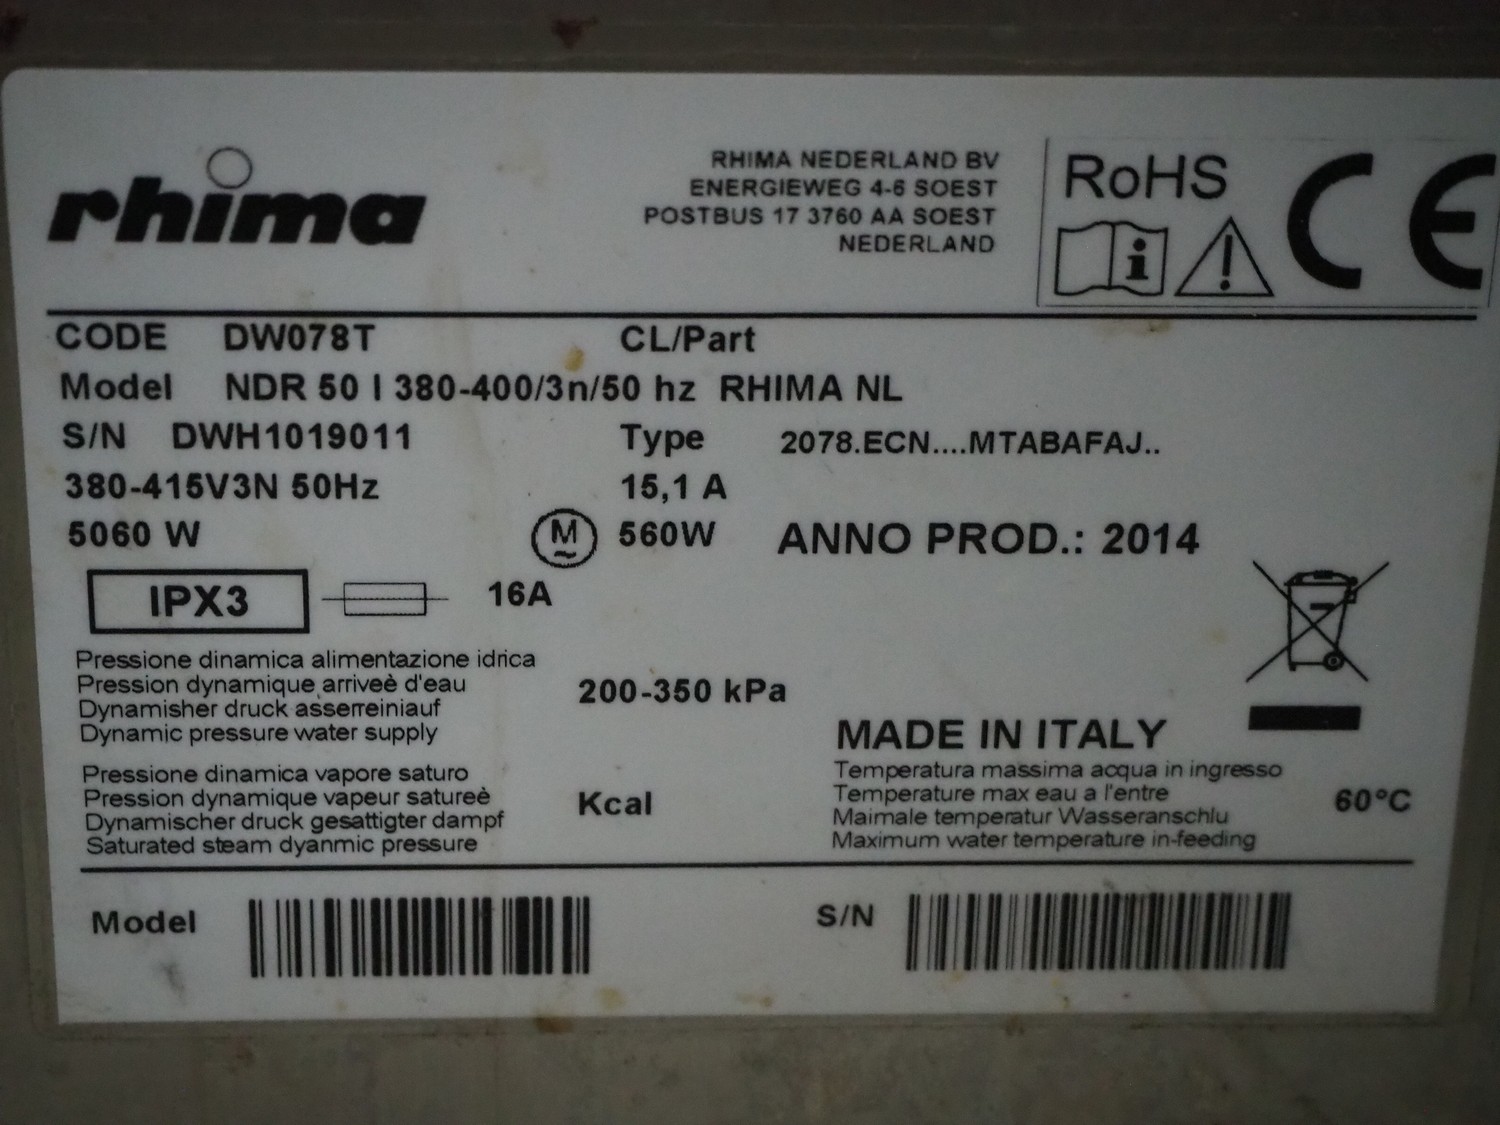 rhima
RHIMA NEDERLAND BV
ENERGIEWEG 4-6 SOEST
POSTBUS 17 3760 AA SOEST
NEDERLAND
RoHS
CE
CODE DW078T CL/Part
Model NDR 50 I 380-400/3n/50 hz RHIMA NL
S/N DWH1019011 Type 2078.ECN....MTABAFAJ..
380-415V3N 50Hz 15,1 A
5060 W M 560W ANNO PROD.: 2014
IPX3 16A
Pressione dinamica alimentazione idrica
Pression dynamique arriveè d'eau
Dynamisher druck asserreiniauf
Dynamic pressure water supply
200-350 kPa
MADE IN ITALY
Pressione dinamica vapore saturo
Pression dynamique vapeur satureè
Dynamischer druck gesattigter dampf
Saturated steam dyanmic pressure
Kcal
Temperatura massima acqua in ingresso
Temperature max eau a l'entre
Maimale temperatur Wasseranschlu
Maximum water temperature in-feeding
60°C
Model S/N